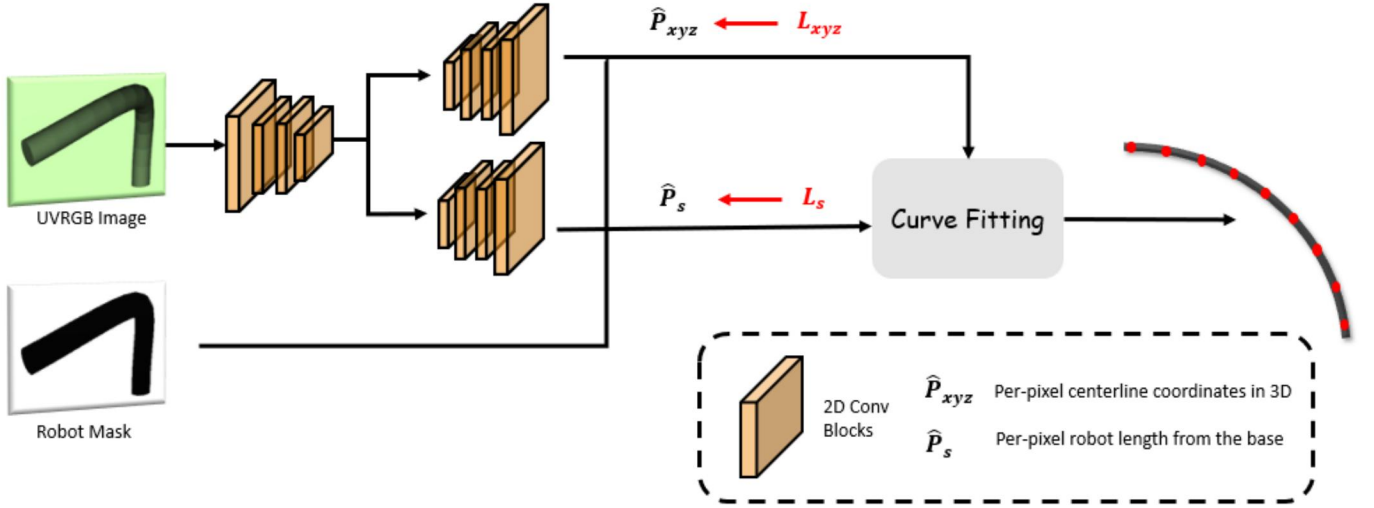 P̂xyz
Lxyz
UVRGB Image
P̂s
Ls
Curve Fitting
Robot Mask
2D Conv
Blocks
P̂xyz Per-pixel centerline coordinates in 3D
P̂s Per-pixel robot length from the base